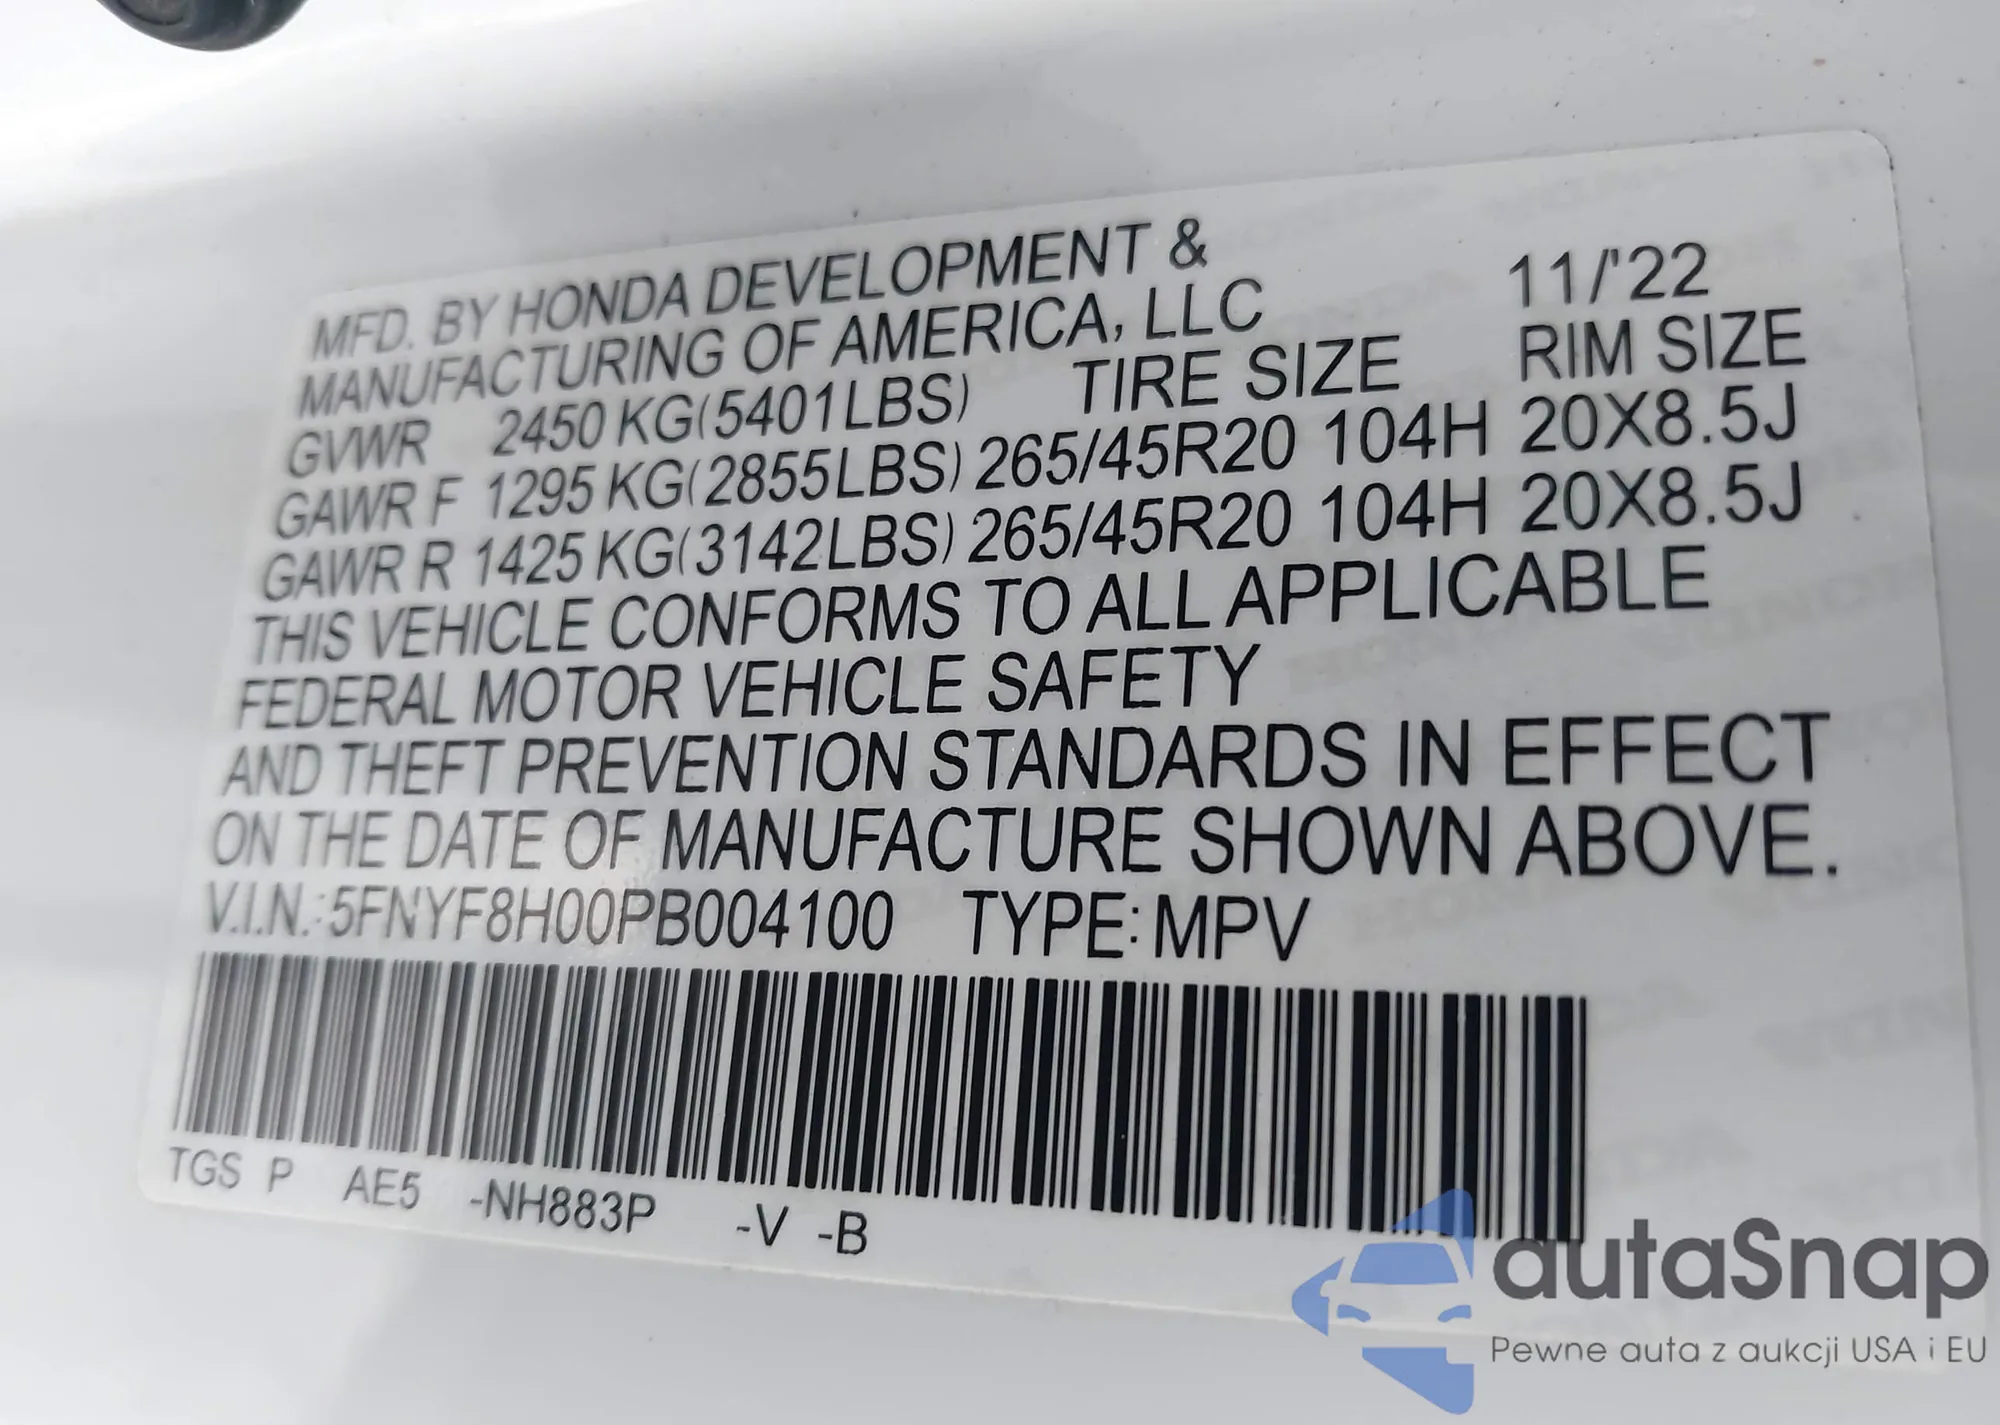 MFD. BY HONDA DEVELOPMENT &
MANUFACTURING OF AMERICA, LLC 11/'22
GVWR 2450 KG(5401LBS) TIRE SIZE RIM SIZE
GAWR F 1295 KG(2855LBS) 265/45R20 104H 20X8.5J
GAWR R 1425 KG(3142LBS) 265/45R20 104H 20X8.5J
THIS VEHICLE CONFORMS TO ALL APPLICABLE
FEDERAL MOTOR VEHICLE SAFETY
AND THEFT PREVENTION STANDARDS IN EFFECT
ON THE DATE OF MANUFACTURE SHOWN ABOVE.
V.I.N.:5FNYF8H00PB004100 TYPE: MPV
TGS P AE5 -NH883P -V -B
autaSnap
Pewne auta z aukcji USA i EU